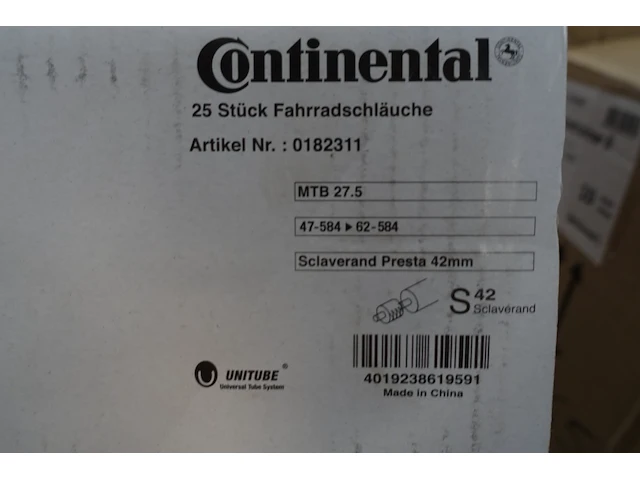 Continental
25 Stück Fahrradschläuche
Artikel Nr. : 0182311
MTB 27.5
47-584 ▶ 62-584
Sclaverand Presta 42mm
S 42
Sclaverand
UNITUBE ®
Universal Tube System
4019238619591
Made in China